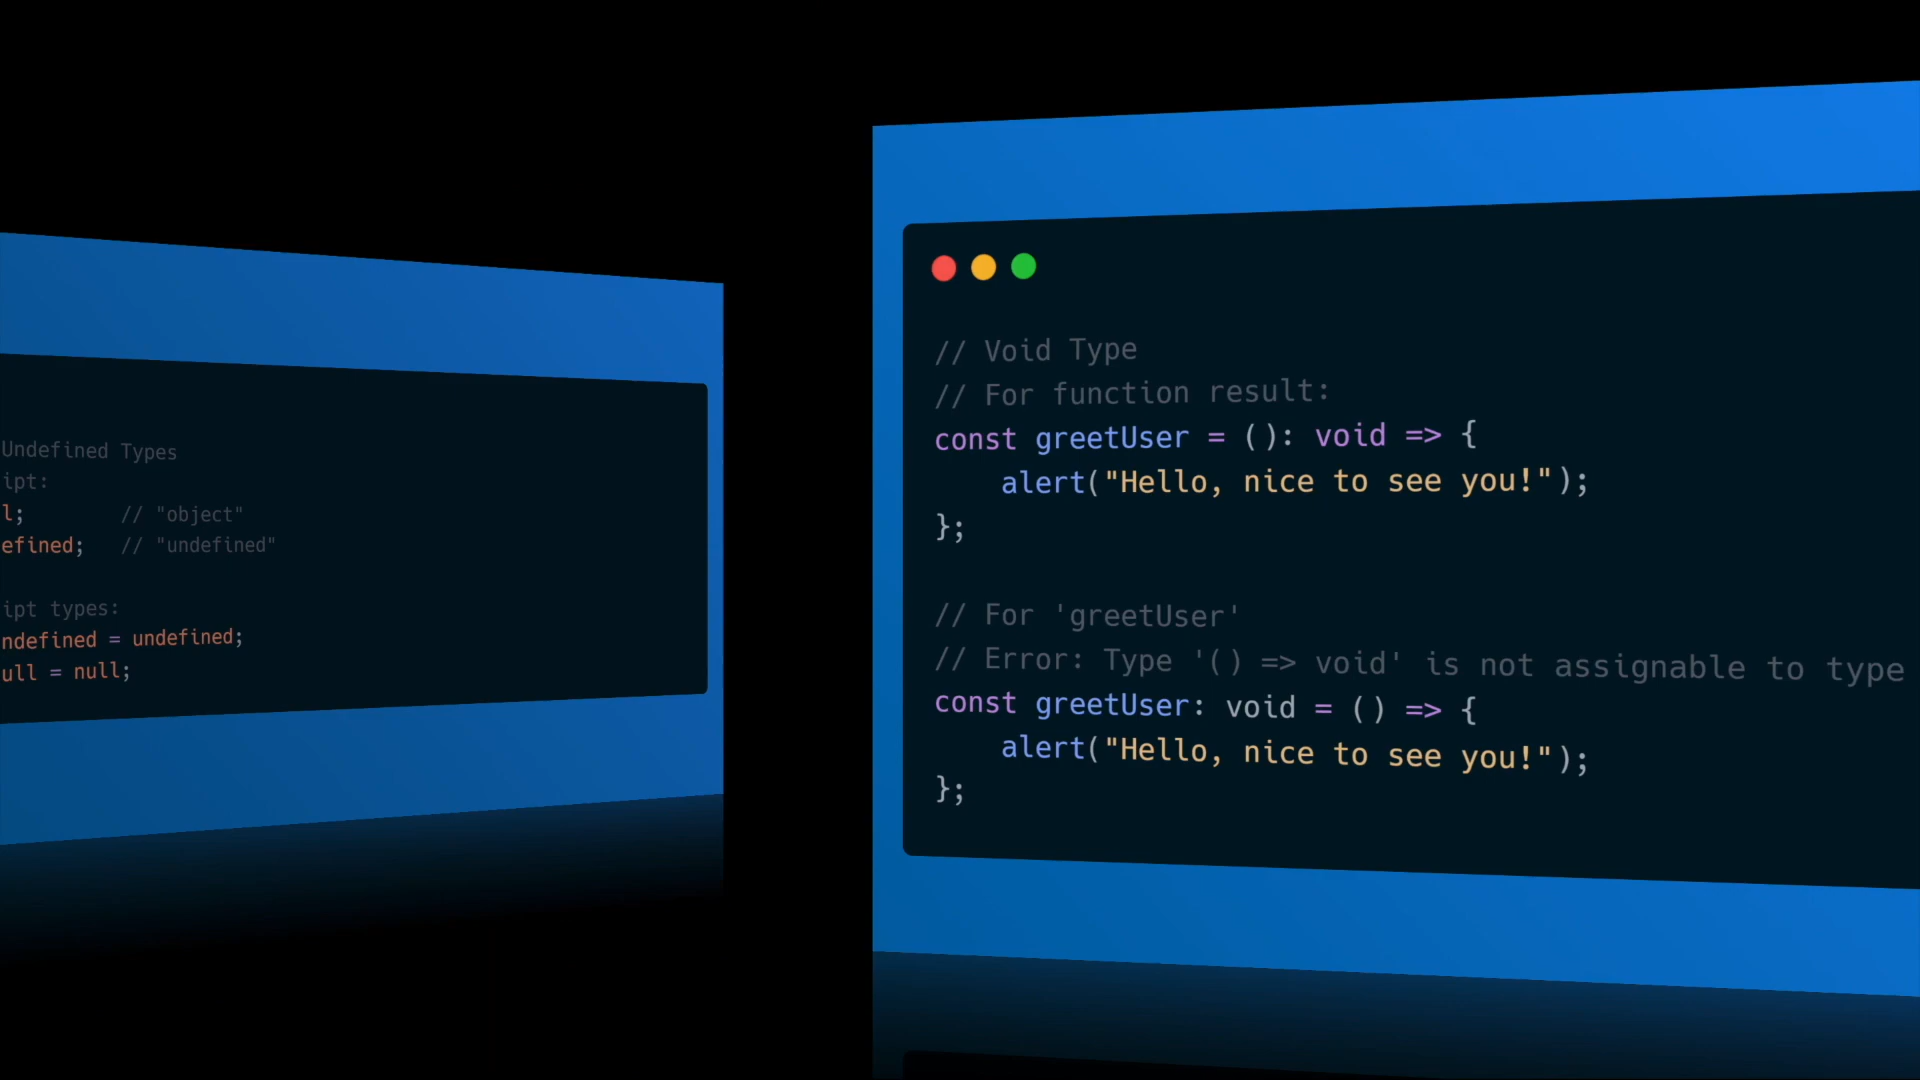 Undefined Types
ipt:
l;          // "object"
efined;   // "undefined"
ipt types:
ndefined = undefined;
ull = null;
// Void Type
// For function result:
const greetUser = (): void => {
    alert("Hello, nice to see you!");
};
// For 'greetUser'
// Error: Type '() => void' is not assignable to type
const greetUser: void = () => {
    alert("Hello, nice to see you!");
};